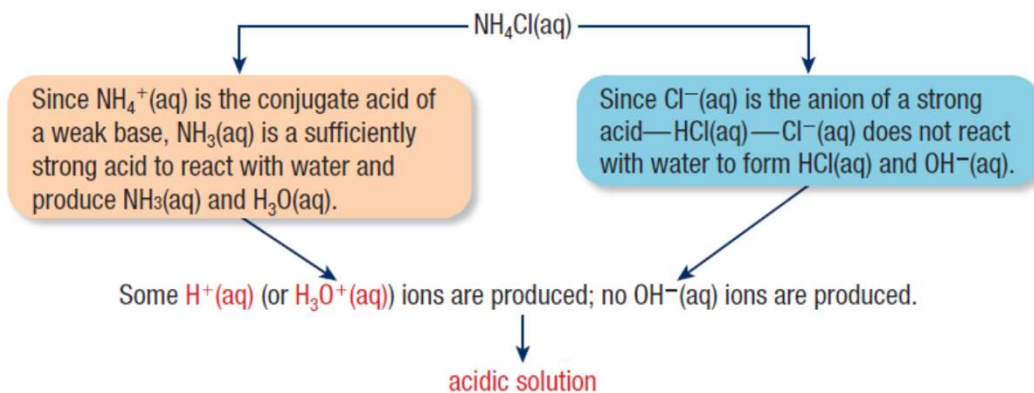 NH₄Cl(aq)
Since NH₄⁺(aq) is the conjugate acid of
a weak base, NH₃(aq) is a sufficiently
strong acid to react with water and
produce NH₃(aq) and H₃O(aq).
Since Cl⁻(aq) is the anion of a strong
acid—HCl(aq)—Cl⁻(aq) does not react
with water to form HCl(aq) and OH⁻(aq).
Some H⁺(aq) (or H₃O⁺(aq)) ions are produced; no OH⁻(aq) ions are produced.
acidic solution